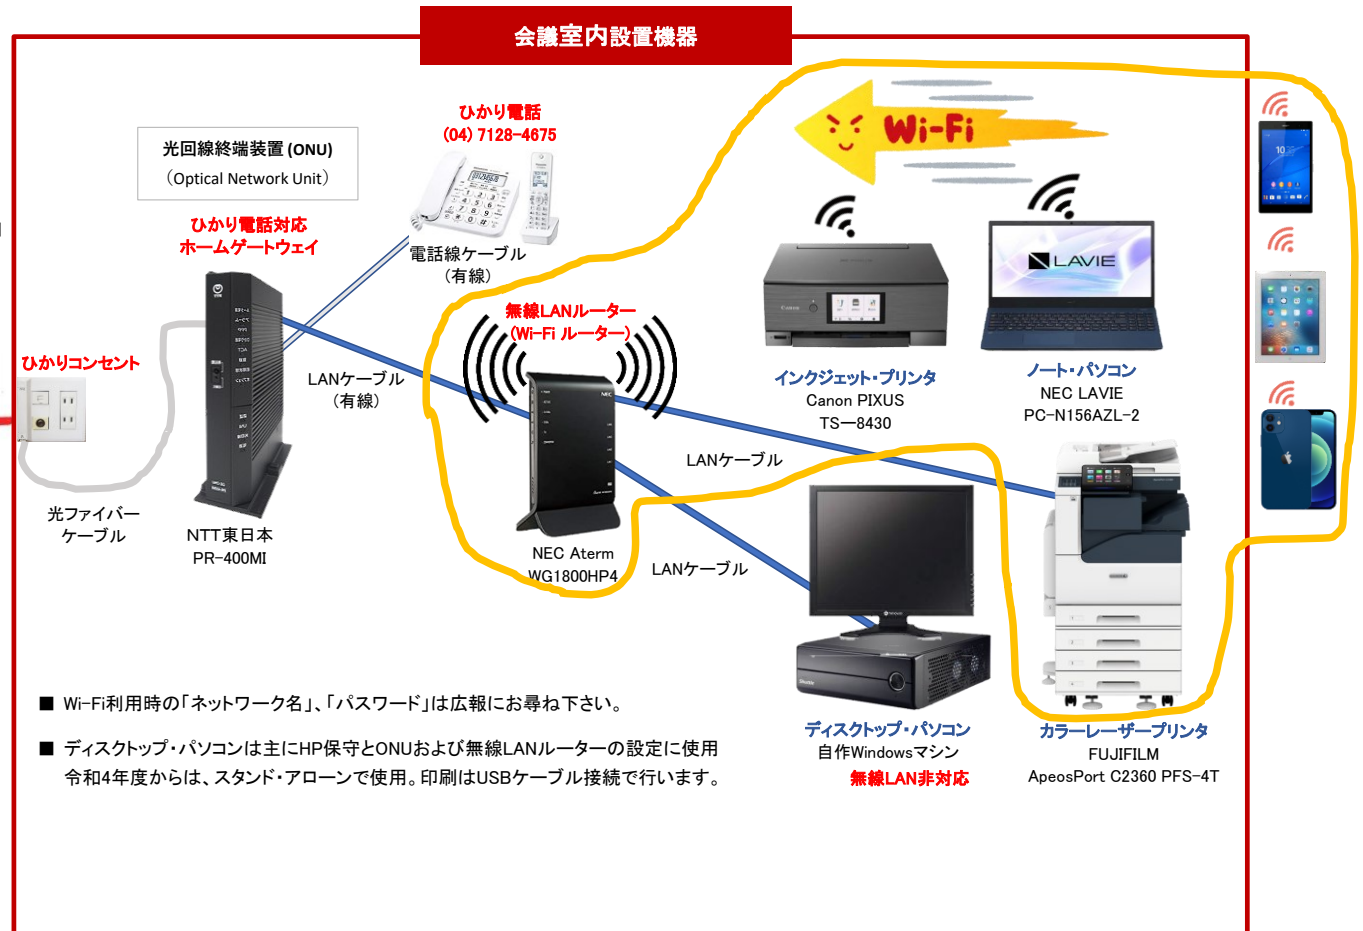 会議室内設置機器
ひかり電話
(04) 7128-4675
光回線終端装置(ONU)
（Optical Network Unit）
ひかり電話対応
ホームゲートウェイ
電話線ケーブル
（有線）
Wi-Fi
LAVIE
無線LANルーター
(Wi-Fi ルーター)
NEC
ひかりコンセント
LANケーブル
（有線）
インクジェット・プリンタ
Canon PIXUS
TS－8430
ノート・パソコン
NEC LAVIE
PC-N156AZL-2
LANケーブル
光ファイバー
ケーブル
NTT東日本
PR-400MI
NEC Aterm
WG1800HP4
LANケーブル
■ Wi-Fi利用時の「ネットワーク名」、「パスワード」は広報にお尋ね下さい。
■ ディスクトップ・パソコンは主にHP保守とONUおよび無線LANルーターの設定に使用
令和4年度からは、スタンド・アローンで使用。印刷はUSBケーブル接続で行います。
ディスクトップ・パソコン
自作Windowsマシン
無線LAN非対応
カラーレーザープリンタ
FUJIFILM
ApeosPort C2360 PFS-4T